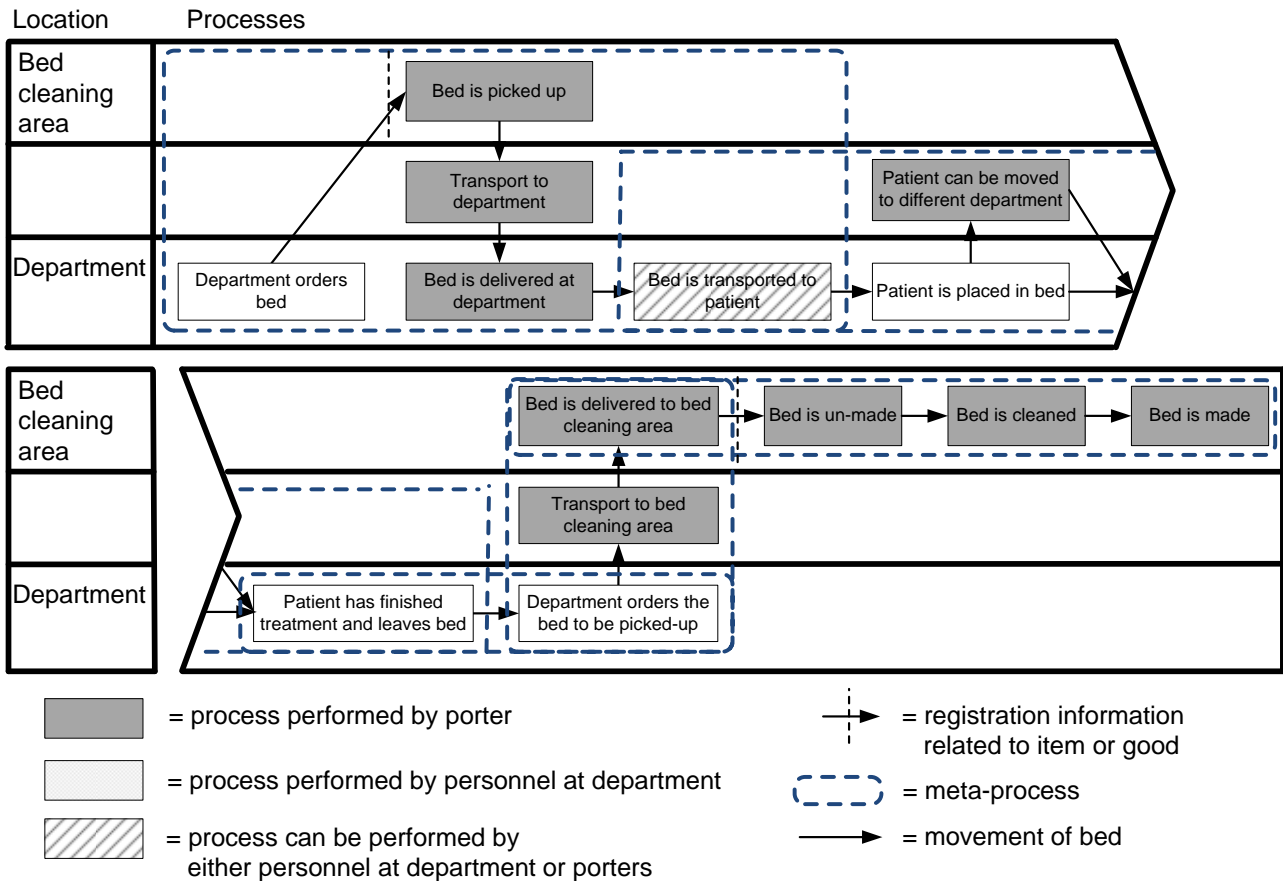 Location Processes
Bed
cleaning
area
Bed is picked up
Transport to
department
Patient can be moved
to different department
Department
Department orders
bed
Bed is delivered at
department
Bed is transported to
patient
Patient is placed in bed
Bed
cleaning
area
Bed is delivered to bed
cleaning area
Bed is un-made
Bed is cleaned
Bed is made
Transport to bed
cleaning area
Department
Patient has finished
treatment and leaves bed
Department orders the
bed to be picked-up
= process performed by porter
= process performed by personnel at department
= process can be performed by
either personnel at department or porters
= registration information
related to item or good
= meta-process
= movement of bed